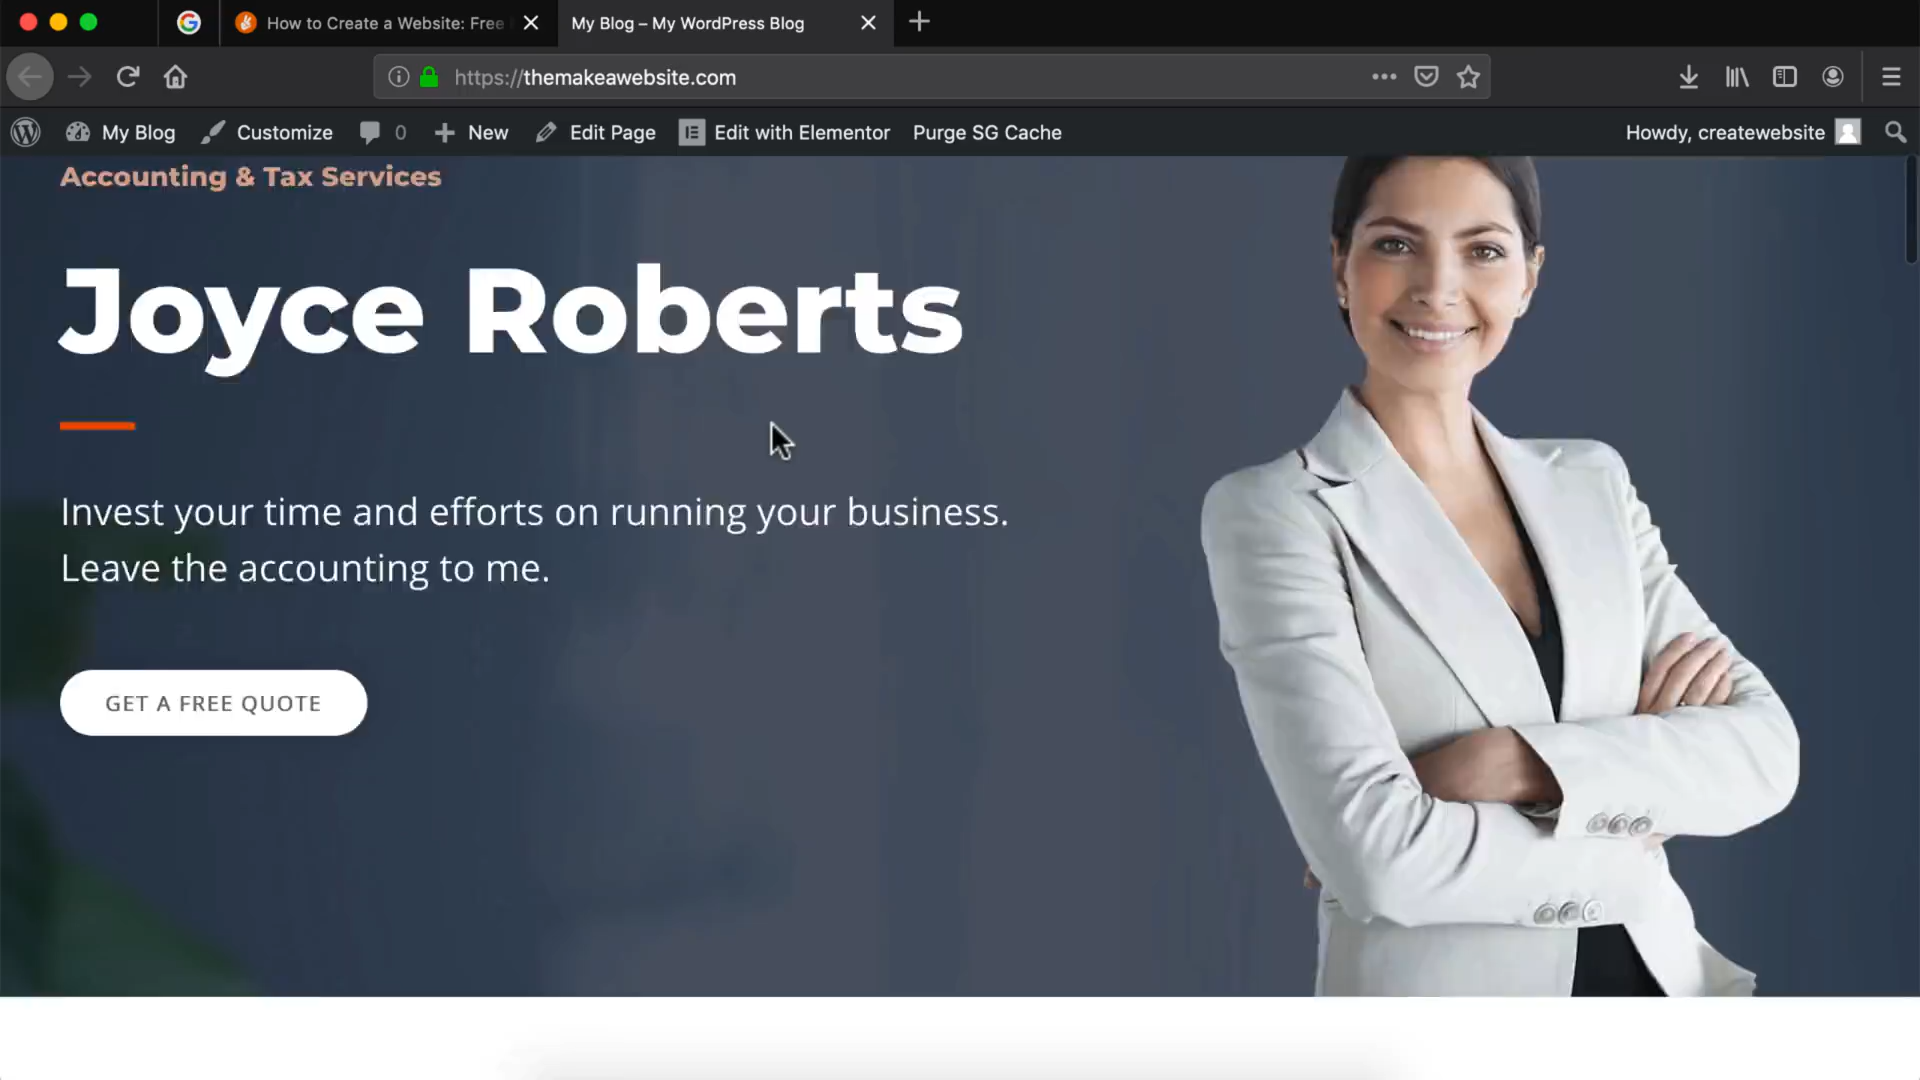 How to Create a Website: Free
My Blog – My WordPress Blog
https://themakeawebsite.com
My Blog
Customize
0
New
Edit Page
Edit with Elementor
Purge SG Cache
Howdy, createwebsite
Accounting & Tax Services
Joyce Roberts
Invest your time and efforts on running your business.
Leave the accounting to me.
GET A FREE QUOTE